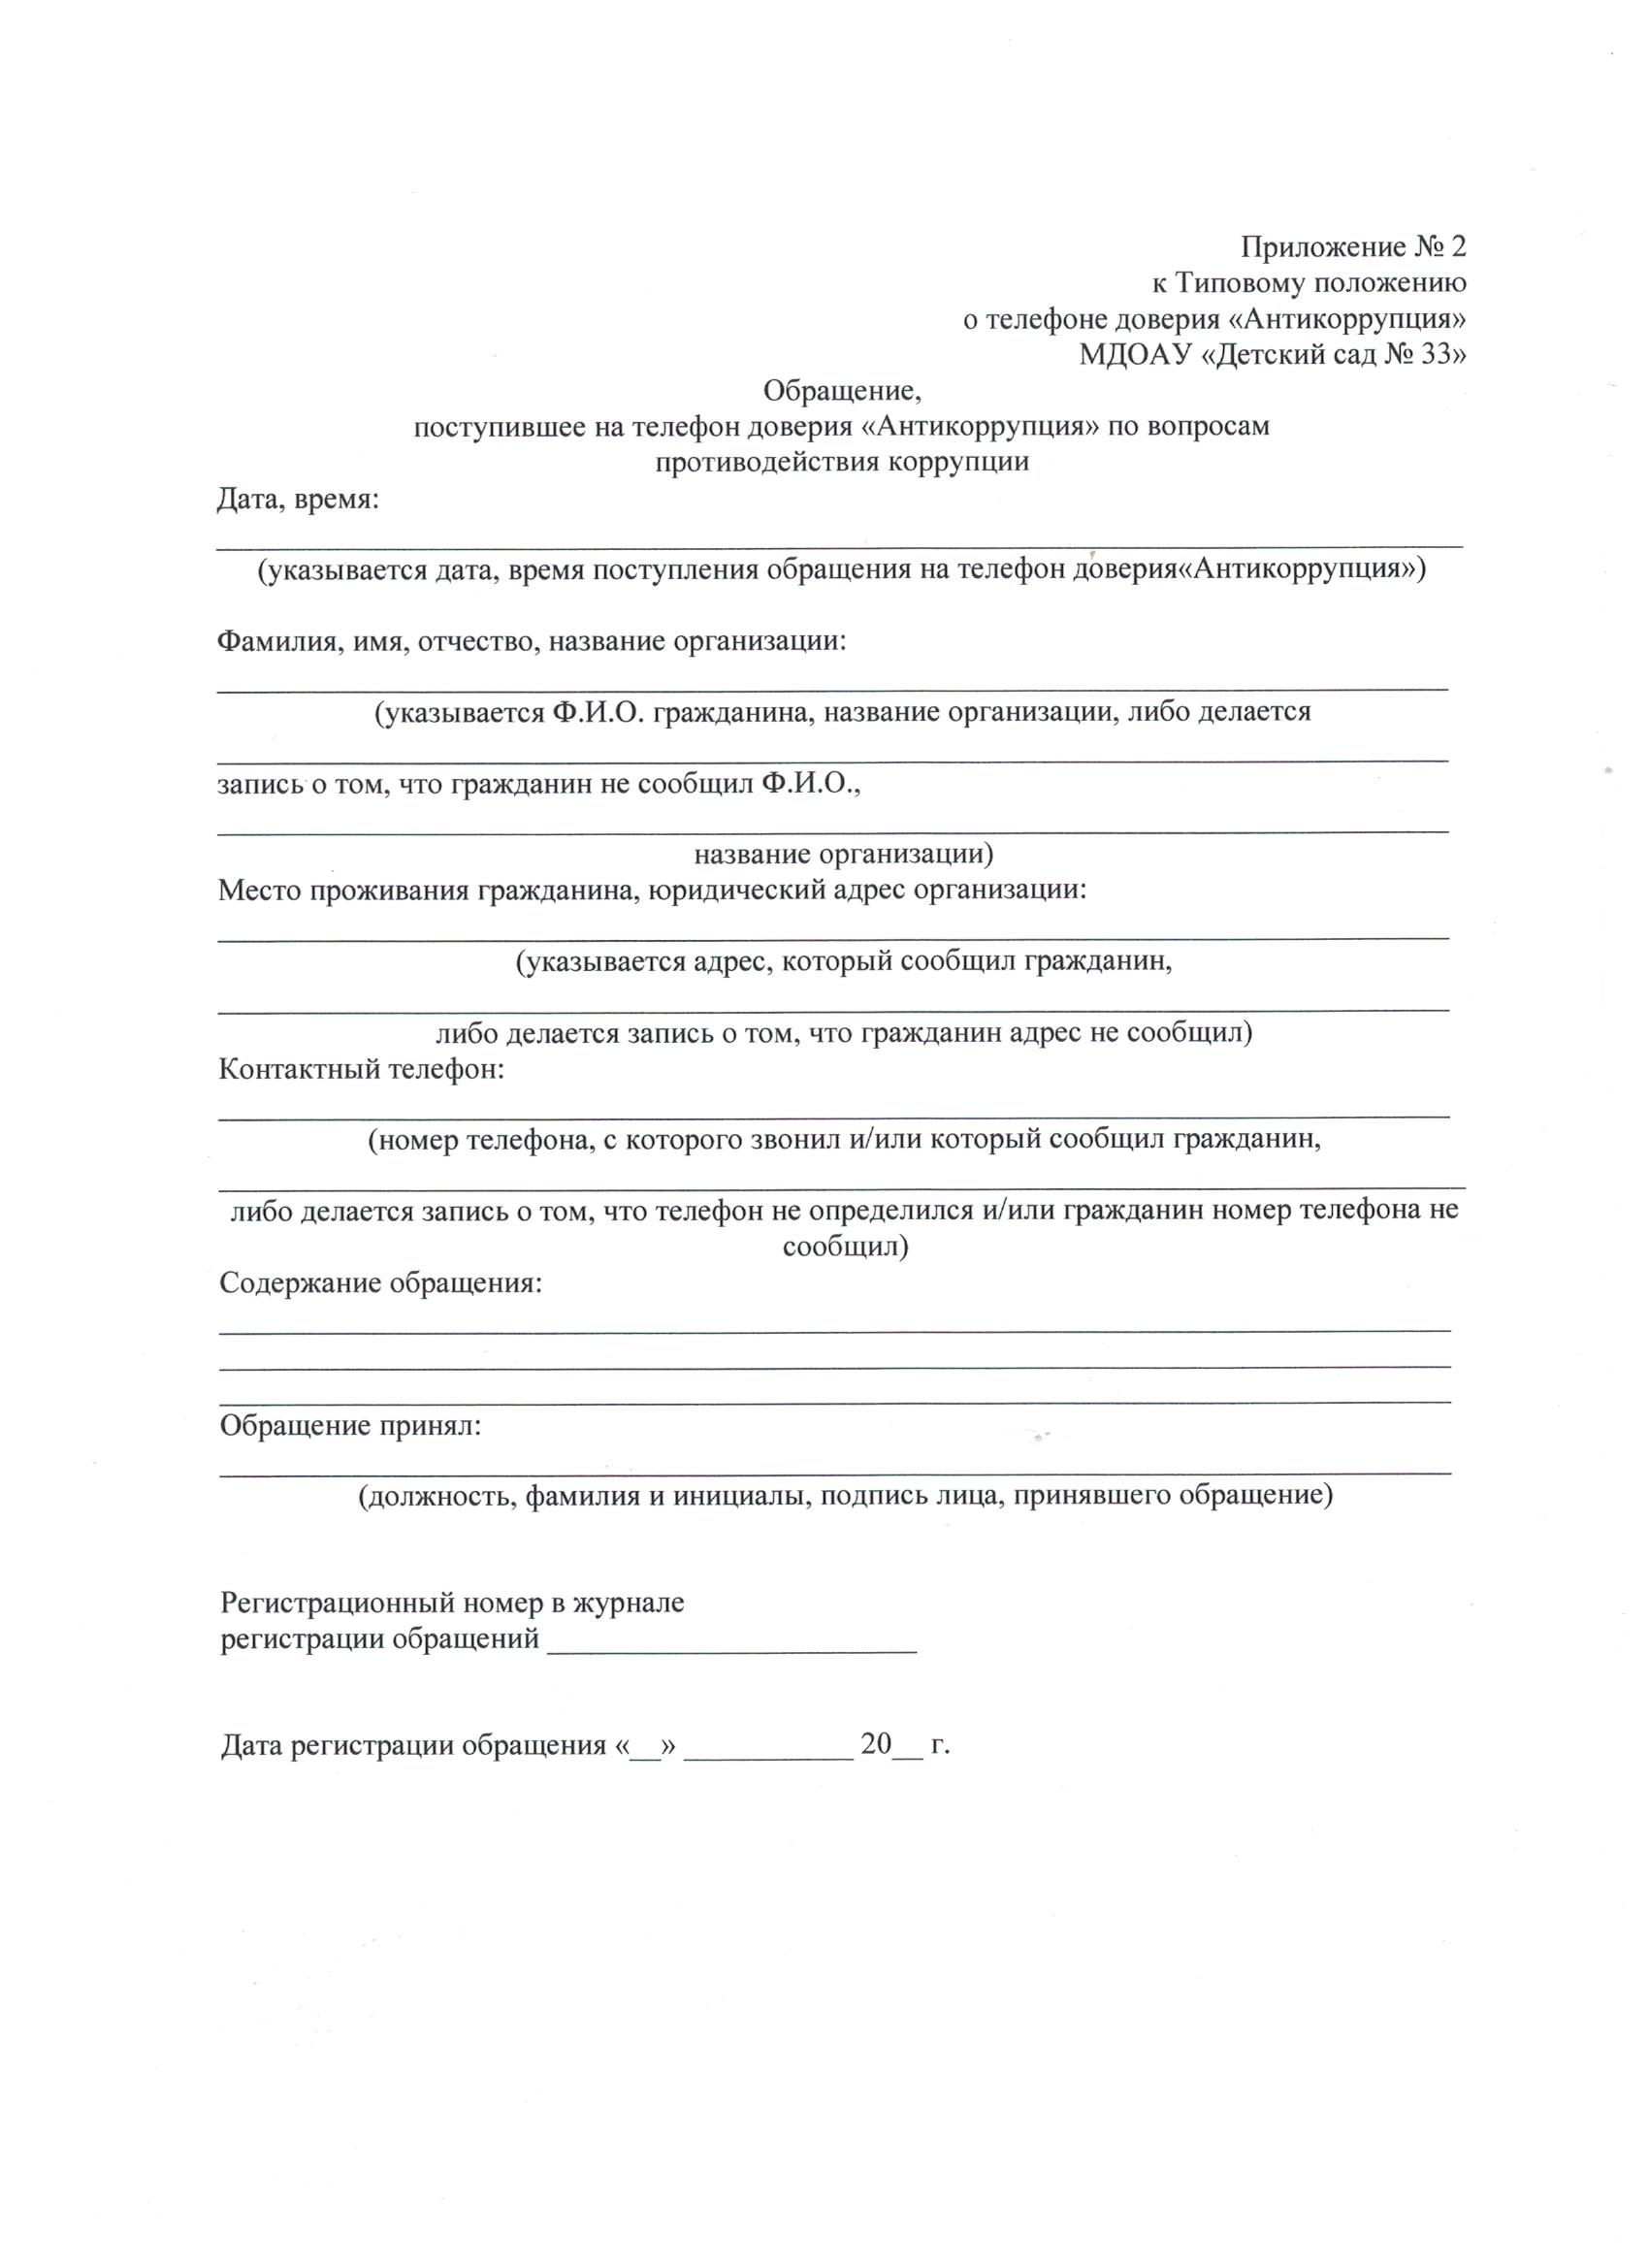 Приложение № 2
к Типовому положению
о телефоне доверия «Антикоррупция»
МДОАУ «Детский сад № 33»
Обращение,
поступившее на телефон доверия «Антикоррупция» по вопросам
противодействия коррупции
Дата, время:
(указывается дата, время поступления обращения на телефон доверия«Антикоррупция»)
Фамилия, имя, отчество, название организации:
(указывается Ф.И.О. гражданина, название организации, либо делается
запись о том, что гражданин не сообщил Ф.И.О.,
название организации)
Место проживания гражданина, юридический адрес организации:
(указывается адрес, который сообщил гражданин,
либо делается запись о том, что гражданин адрес не сообщил)
Контактный телефон:
(номер телефона, с которого звонил и/или который сообщил гражданин,
либо делается запись о том, что телефон не определился и/или гражданин номер телефона не
сообщил)
Содержание обращения:
Обращение принял:
(должность, фамилия и инициалы, подпись лица, принявшего обращение)
Регистрационный номер в журнале
регистрации обращений _______________________
Дата регистрации обращения «__» ___________ 20__ г.